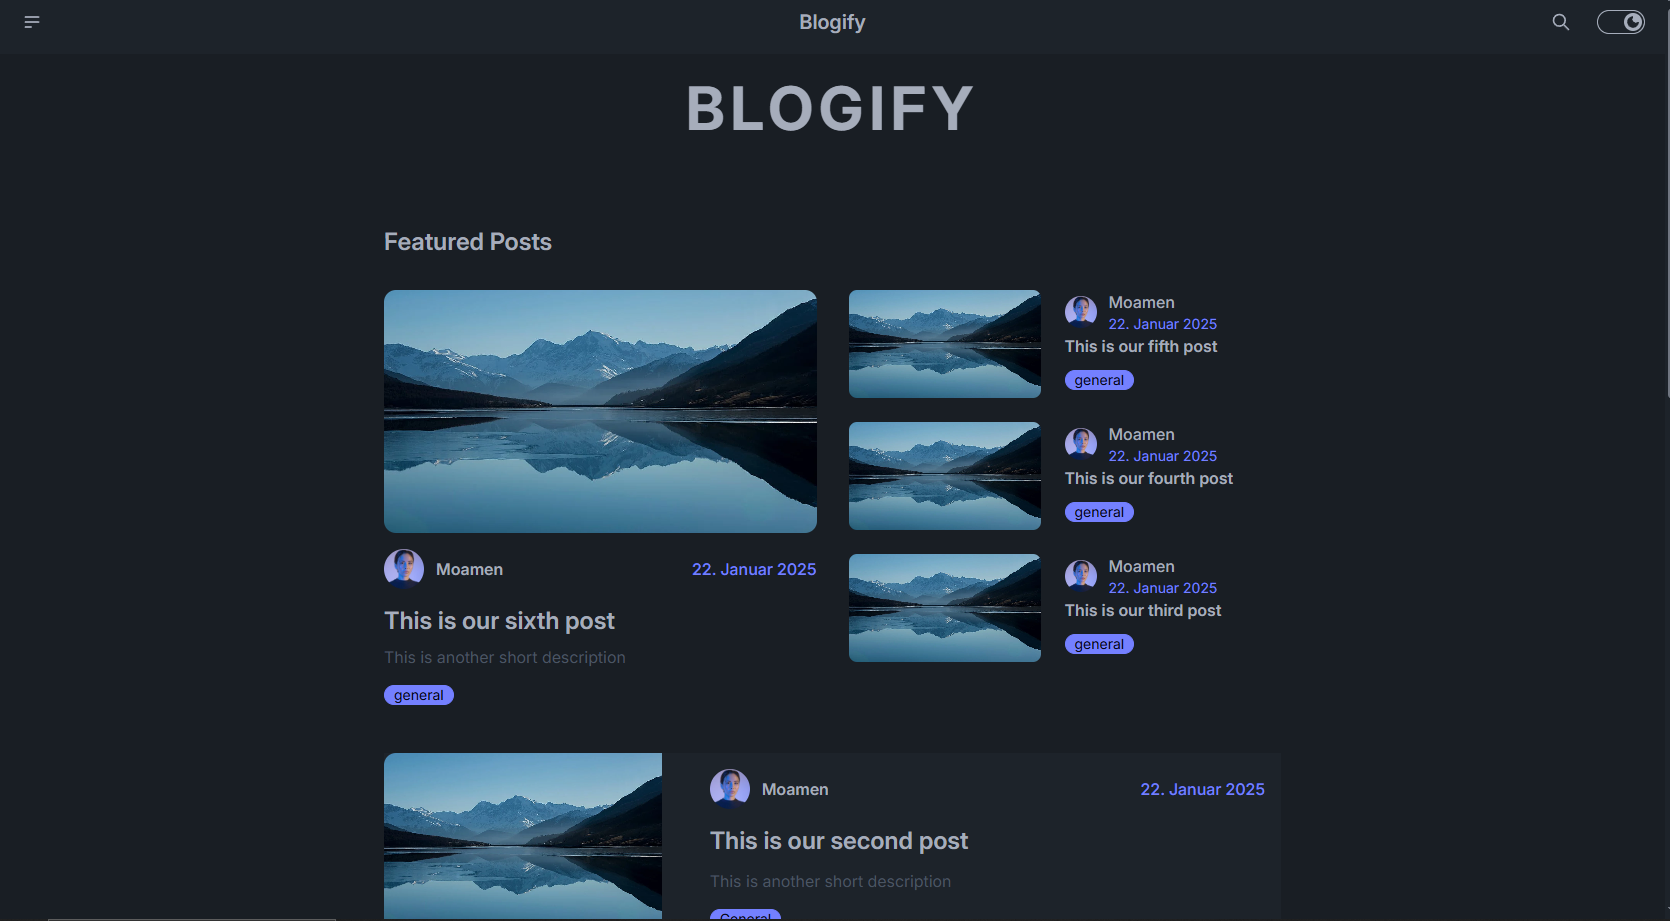 Blogify
BLOGIFY
Featured Posts
Moamen
22. Januar 2025
This is our sixth post
This is another short description
general
Moamen
22. Januar 2025
This is our fifth post
general
Moamen
22. Januar 2025
This is our fourth post
general
Moamen
22. Januar 2025
This is our third post
general
Moamen
22. Januar 2025
This is our second post
This is another short description
General